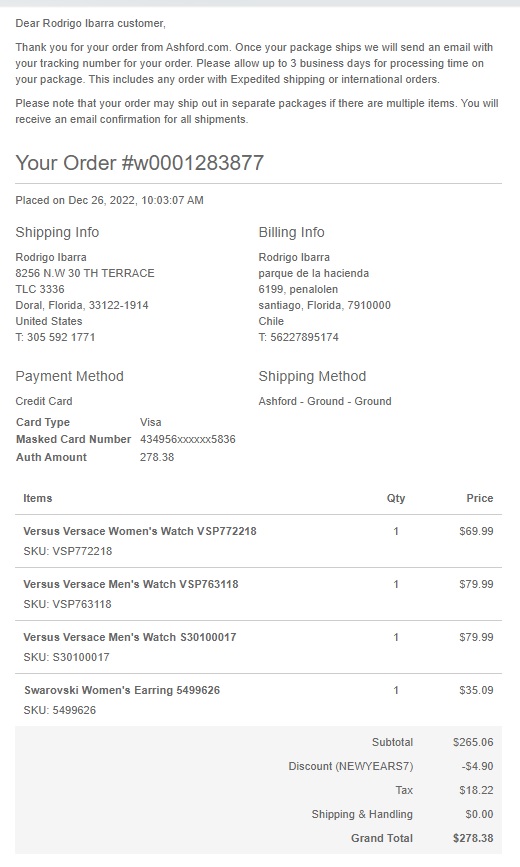 Dear Rodrigo Ibarra customer,
Thank you for your order from Ashford.com. Once your package ships we will send an email with
your tracking number for your order. Please allow up to 3 business days for processing time on
your package. This includes any order with Expedited shipping or international orders.
Please note that your order may ship out in separate packages if there are multiple items. You will
receive an email confirmation for all shipments.
Your Order #w0001283877
Placed on Dec 26, 2022, 10:03:07 AM
Shipping Info
Rodrigo Ibarra
8256 N.W 30 TH TERRACE
TLC 3336
Doral, Florida, 33122-1914
United States
T: 305 592 1771
Billing Info
Rodrigo Ibarra
parque de la hacienda
6199, penalolen
santiago, Florida, 7910000
Chile
T: 56227895174
Payment Method
Credit Card
Card Type Visa
Masked Card Number 434956xxxxxx5836
Auth Amount 278.38
Shipping Method
Ashford - Ground - Ground
Items Qty Price
Versus Versace Women's Watch VSP772218 1 $69.99
SKU: VSP772218
Versus Versace Men's Watch VSP763118 1 $79.99
SKU: VSP763118
Versus Versace Men's Watch S30100017 1 $79.99
SKU: S30100017
Swarovski Women's Earring 5499626 1 $35.09
SKU: 5499626
Subtotal $265.06
Discount (NEWYEARS7) -$4.90
Tax $18.22
Shipping & Handling $0.00
Grand Total $278.38